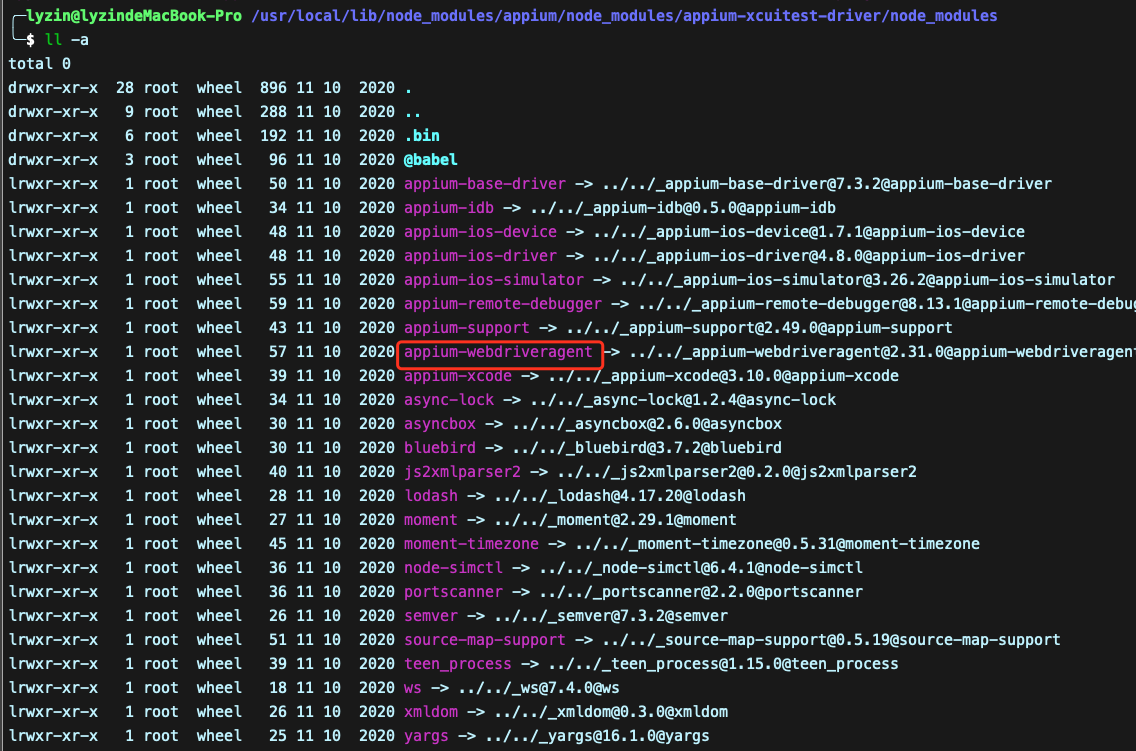 lyzin@lyzindeMacBook-Pro /usr/local/lib/node_modules/appium/node_modules/appium-xcuitest-driver/node_modules
$ ll -a
total 0
drwxr-xr-x  28 root  wheel  896 11 10  2020 .
drwxr-xr-x   9 root  wheel  288 11 10  2020 ..
drwxr-xr-x   6 root  wheel  192 11 10  2020 .bin
drwxr-xr-x   3 root  wheel   96 11 10  2020 @babel
lrwxr-xr-x   1 root  wheel   50 11 10  2020 appium-base-driver -> ../../_appium-base-driver@7.3.2@appium-base-driver
lrwxr-xr-x   1 root  wheel   34 11 10  2020 appium-idb -> ../../_appium-idb@0.5.0@appium-idb
lrwxr-xr-x   1 root  wheel   48 11 10  2020 appium-ios-device -> ../../_appium-ios-device@1.7.1@appium-ios-device
lrwxr-xr-x   1 root  wheel   48 11 10  2020 appium-ios-driver -> ../../_appium-ios-driver@4.8.0@appium-ios-driver
lrwxr-xr-x   1 root  wheel   55 11 10  2020 appium-ios-simulator -> ../../_appium-ios-simulator@3.26.2@appium-ios-simulator
lrwxr-xr-x   1 root  wheel   59 11 10  2020 appium-remote-debugger -> ../../_appium-remote-debugger@8.13.1@appium-remote-debug
lrwxr-xr-x   1 root  wheel   43 11 10  2020 appium-support -> ../../_appium-support@2.49.0@appium-support
lrwxr-xr-x   1 root  wheel   57 11 10  2020 appium-webdriveragent -> ../../_appium-webdriveragent@2.31.0@appium-webdriveragent
lrwxr-xr-x   1 root  wheel   39 11 10  2020 appium-xcode -> ../../_appium-xcode@3.10.0@appium-xcode
lrwxr-xr-x   1 root  wheel   34 11 10  2020 async-lock -> ../../_async-lock@1.2.4@async-lock
lrwxr-xr-x   1 root  wheel   30 11 10  2020 asyncbox -> ../../_asyncbox@2.6.0@asyncbox
lrwxr-xr-x   1 root  wheel   30 11 10  2020 bluebird -> ../../_bluebird@3.7.2@bluebird
lrwxr-xr-x   1 root  wheel   40 11 10  2020 js2xmlparser2 -> ../../_js2xmlparser2@0.2.0@js2xmlparser2
lrwxr-xr-x   1 root  wheel   28 11 10  2020 lodash -> ../../_lodash@4.17.20@lodash
lrwxr-xr-x   1 root  wheel   27 11 10  2020 moment -> ../../_moment@2.29.1@moment
lrwxr-xr-x   1 root  wheel   45 11 10  2020 moment-timezone -> ../../_moment-timezone@0.5.31@moment-timezone
lrwxr-xr-x   1 root  wheel   36 11 10  2020 node-simctl -> ../../_node-simctl@6.4.1@node-simctl
lrwxr-xr-x   1 root  wheel   36 11 10  2020 portscanner -> ../../_portscanner@2.2.0@portscanner
lrwxr-xr-x   1 root  wheel   26 11 10  2020 semver -> ../../_semver@7.3.2@semver
lrwxr-xr-x   1 root  wheel   51 11 10  2020 source-map-support -> ../../_source-map-support@0.5.19@source-map-support
lrwxr-xr-x   1 root  wheel   39 11 10  2020 teen_process -> ../../_teen_process@1.15.0@teen_process
lrwxr-xr-x   1 root  wheel   18 11 10  2020 ws -> ../../_ws@7.4.0@ws
lrwxr-xr-x   1 root  wheel   26 11 10  2020 xmldom -> ../../_xmldom@0.3.0@xmldom
lrwxr-xr-x   1 root  wheel   25 11 10  2020 yargs -> ../../_yargs@16.1.0@yargs